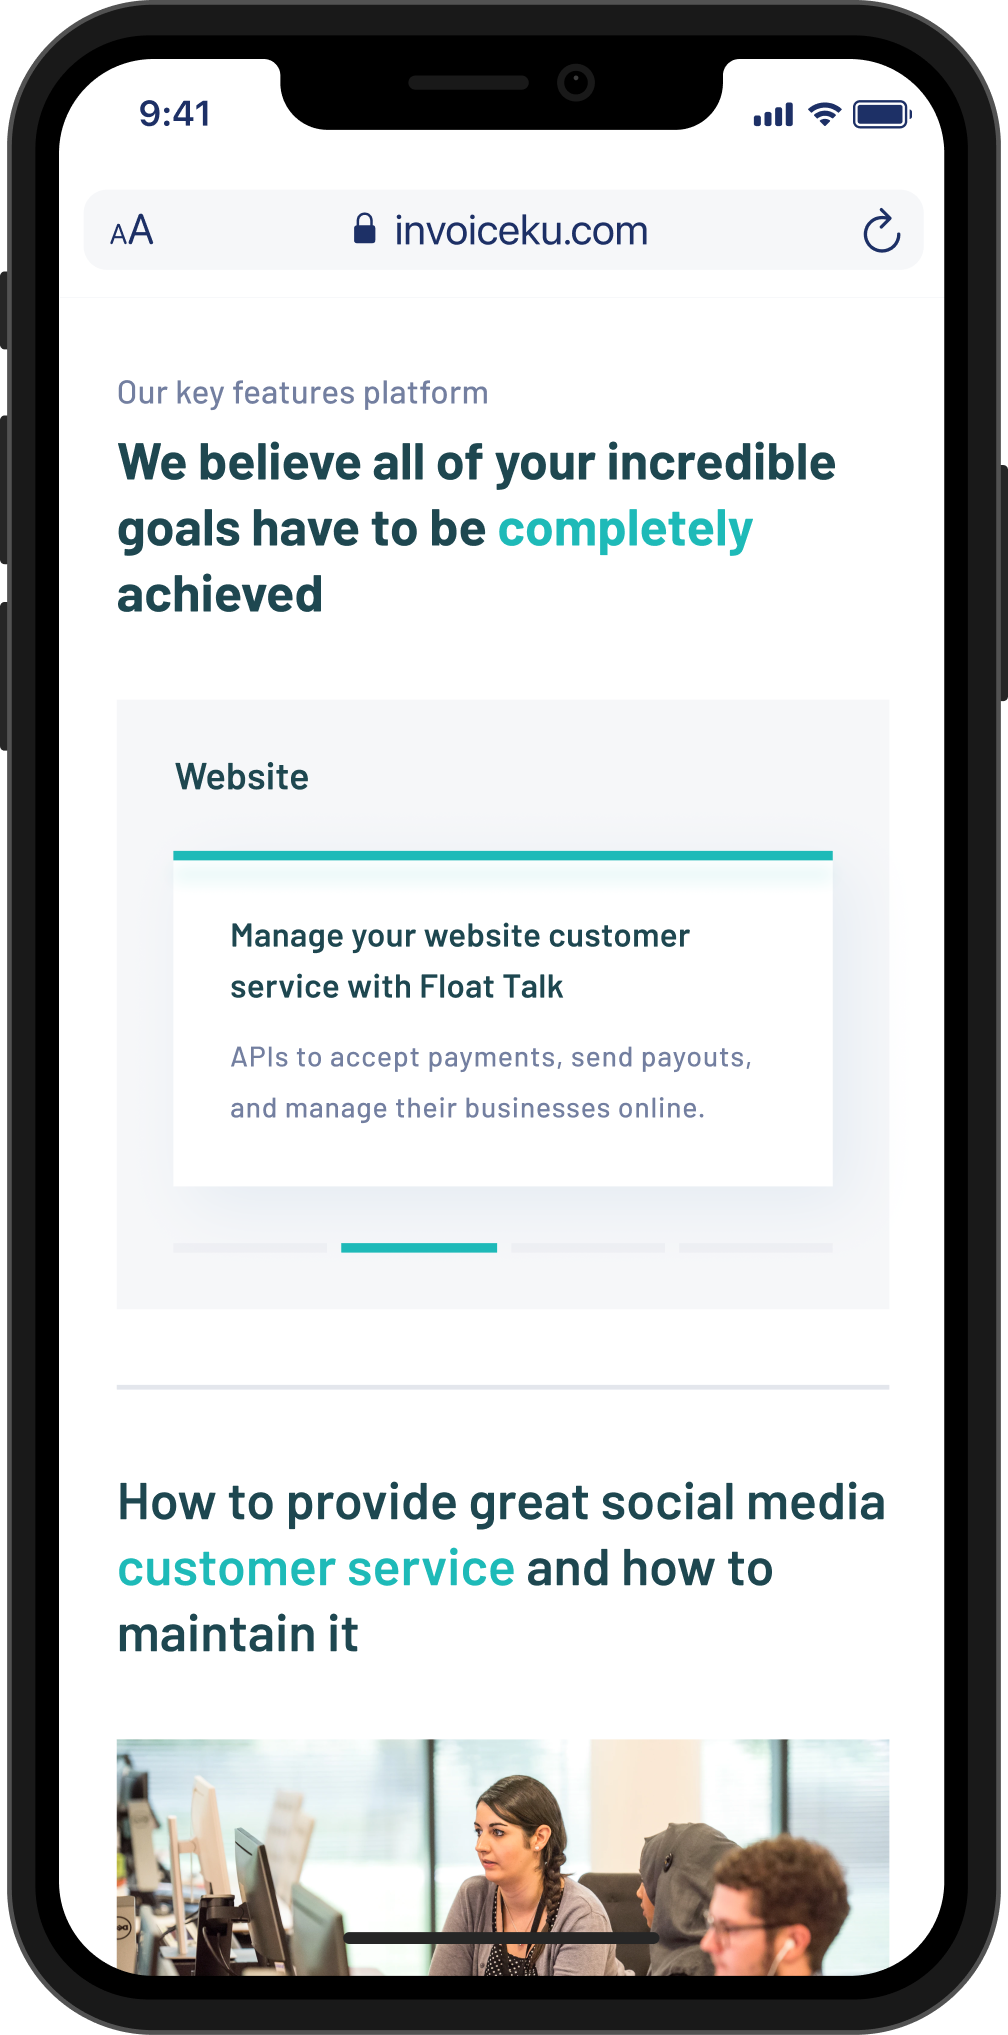 9:41
AA invoiceku.com
Our key features platform
We believe all of your incredible
goals have to be completely
achieved
Website
Manage your website customer
service with Float Talk
APIs to accept payments, send payouts,
and manage their businesses online.
How to provide great social media
customer service and how to
maintain it